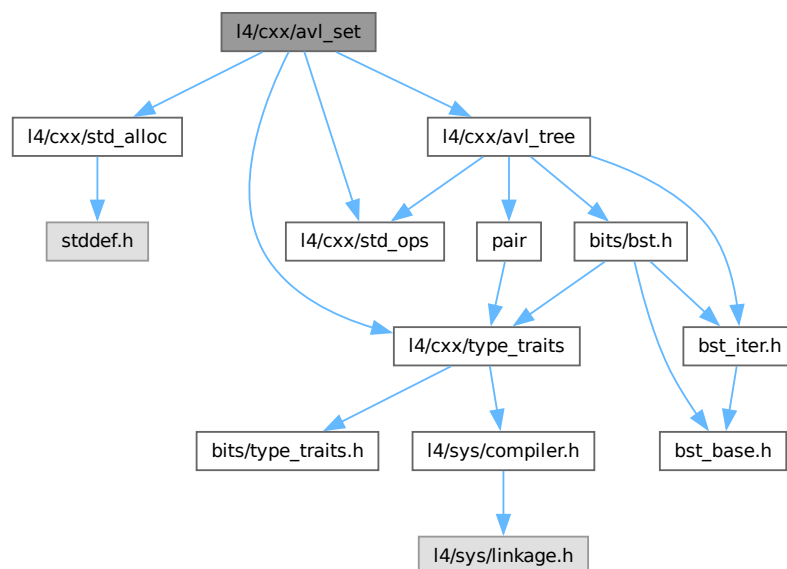 l4/cxx/avl_set
l4/cxx/std_alloc
l4/cxx/avl_tree
stddef.h
l4/cxx/std_ops
pair
bits/bst.h
l4/cxx/type_traits
bst_iter.h
bits/type_traits.h
l4/sys/compiler.h
bst_base.h
l4/sys/linkage.h